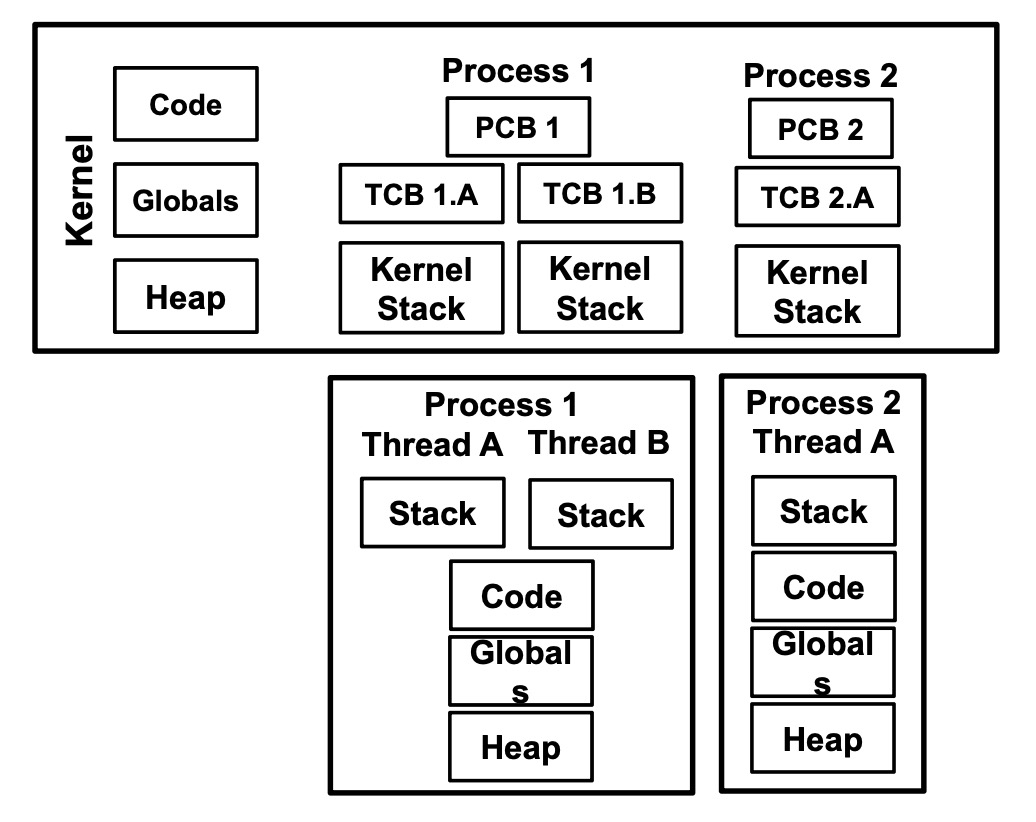 Kernel
Code
Globals
Heap
Process 1
PCB 1
TCB 1.A
TCB 1.B
Kernel
Stack
Kernel
Stack
Process 2
PCB 2
TCB 2.A
Kernel
Stack
Process 1
Thread A
Thread B
Stack
Stack
Code
Global
s
Heap
Process 2
Thread A
Stack
Code
Global
s
Heap